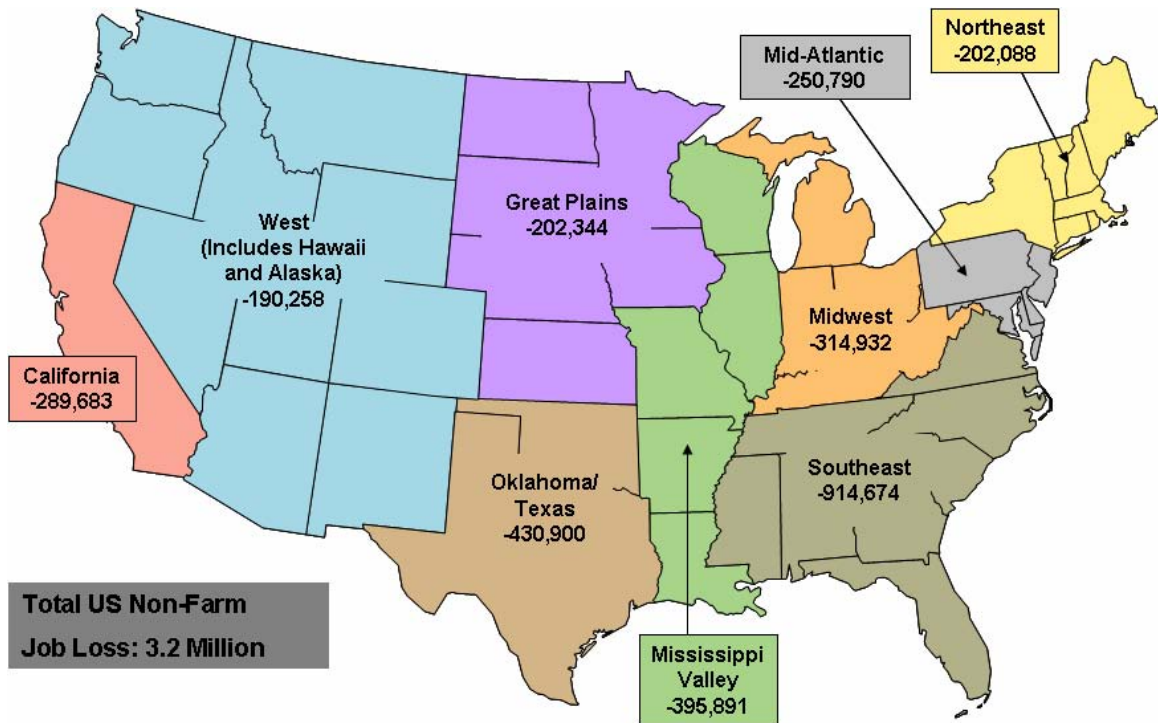 Northeast
-202,088
Mid-Atlantic
-250,790
Great Plains
-202,344
West
(Includes Hawaii
and Alaska)
-190,258
Midwest
-314,932
California
-289,683
Southeast
-914,674
Oklahoma/
Texas
-430,900
Total US Non-Farm
Job Loss: 3.2 Million
Mississippi
Valley
-395,891